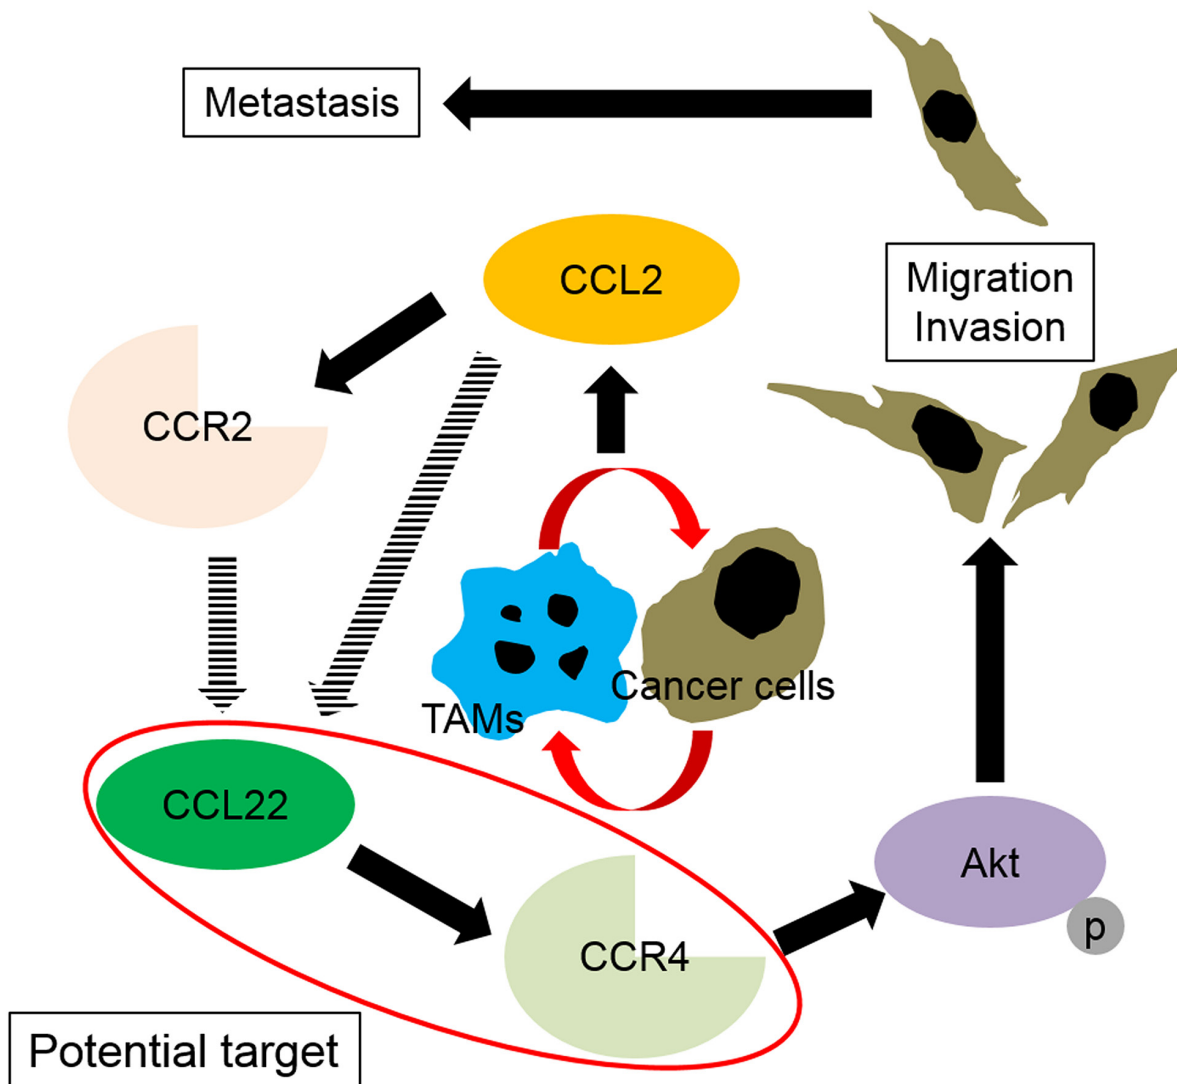 Metastasis
CCL2
Migration
Invasion
CCR2
Cancer cells
TAMs
CCL22
Akt
p
CCR4
Potential target